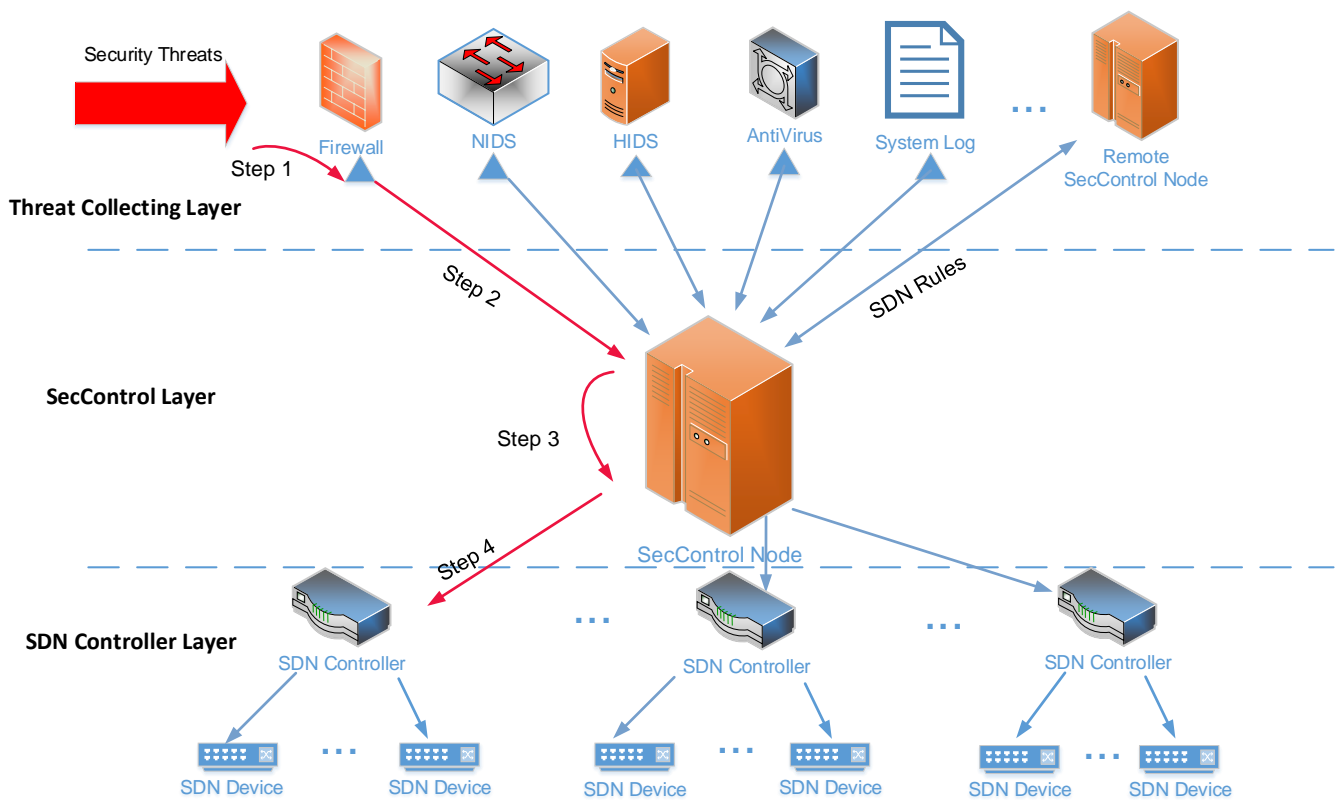 Security Threats
Firewall
NIDS
HIDS
AntiVirus
System Log
...
Remote
SecControl Node
Step 1
Threat Collecting Layer
Step 2
SDN Rules
SecControl Layer
Step 3
Step 4
SecControl Node
SDN Controller Layer
SDN Controller
...
SDN Controller
...
SDN Controller
SDN Device
...
SDN Device
SDN Device
...
SDN Device
SDN Device
...
SDN Device